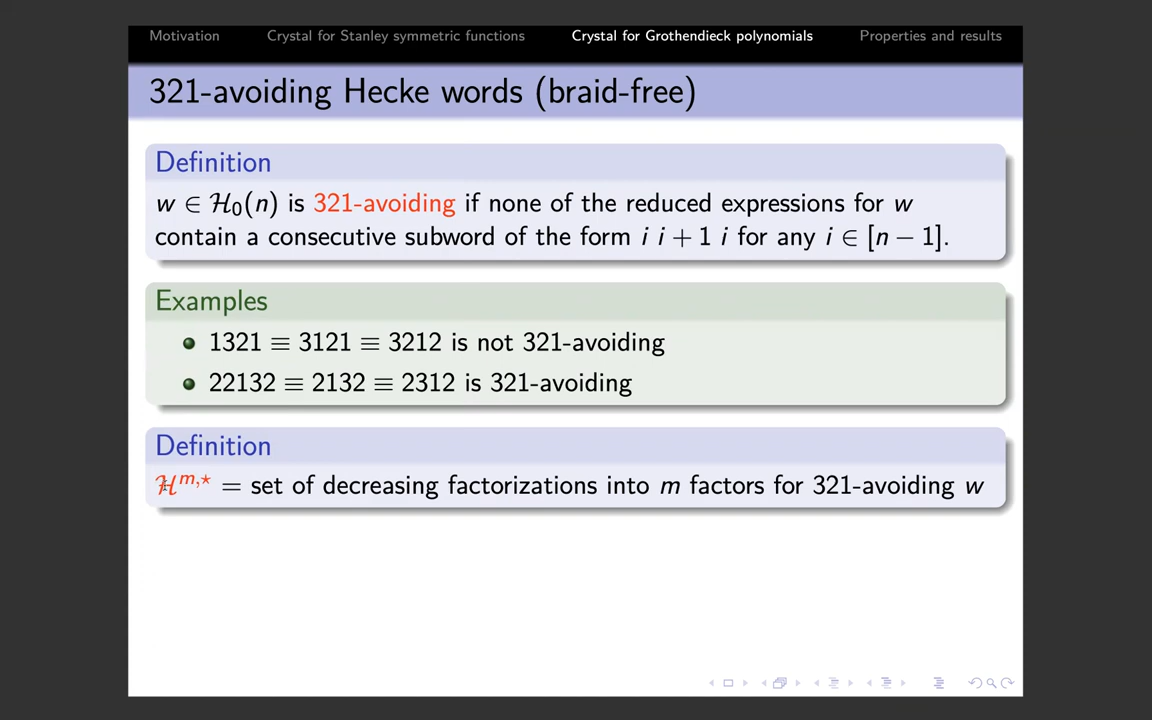 Motivation Crystal for Stanley symmetric functions Crystal for Grothendieck polynomials Properties and results
321-avoiding Hecke words (braid-free)
Definition
w ∈ ℋ₀(n) is 321-avoiding if none of the reduced expressions for w
contain a consecutive subword of the form i i + 1 i for any i ∈ [n − 1].
Examples
1321 ≡ 3121 ≡ 3212 is not 321-avoiding
22132 ≡ 2132 ≡ 2312 is 321-avoiding
Definition
ℋᵐ,⋆ = set of decreasing factorizations into m factors for 321-avoiding w